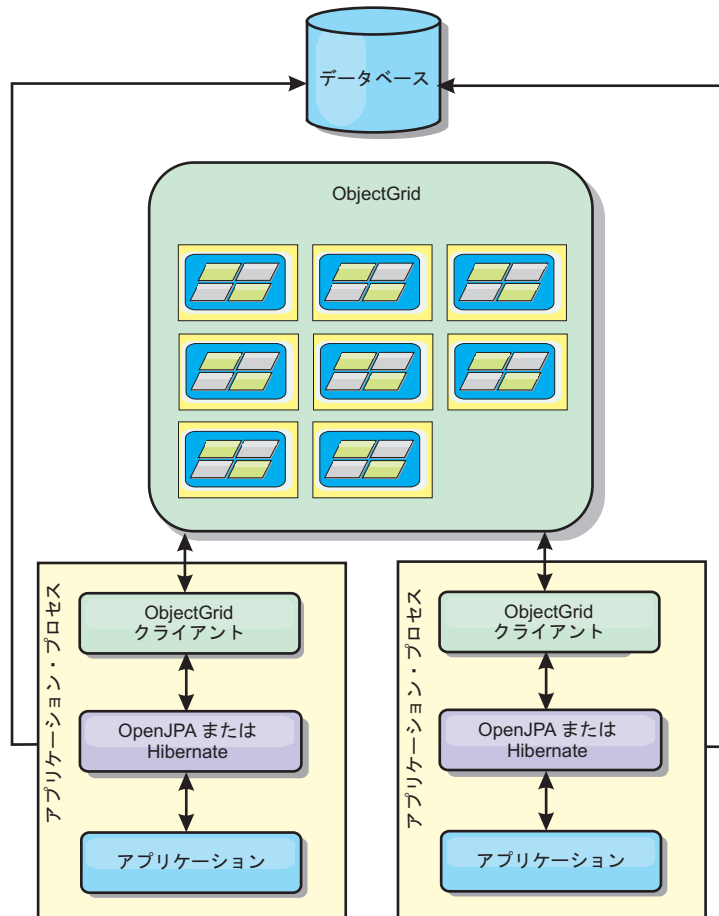 データベース
ObjectGrid
アプリケーション・プロセス
ObjectGrid
クライアント
OpenJPA または
Hibernate
アプリケーション
アプリケーション・プロセス
ObjectGrid
クライアント
OpenJPA または
Hibernate
アプリケーション